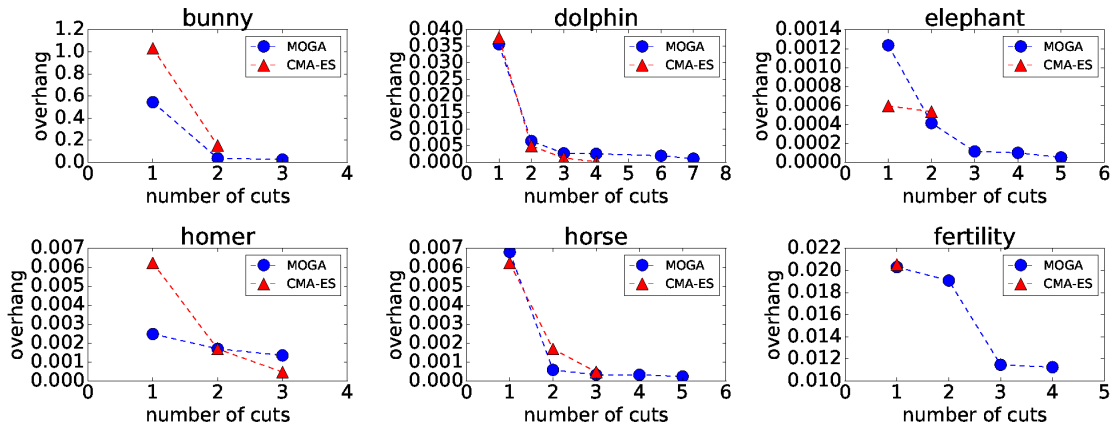 bunny
1.2
1.0
0.8
0.6
0.4
0.2
0.0
overhang
MOGA
CMA-ES
0 1 2 3 4
number of cuts
dolphin
0.040
0.035
0.030
0.025
0.020
0.015
0.010
0.005
0.000
overhang
MOGA
CMA-ES
0 1 2 3 4 5 6 7 8
number of cuts
elephant
0.0014
0.0012
0.0010
0.0008
0.0006
0.0004
0.0002
0.0000
overhang
MOGA
CMA-ES
0 1 2 3 4 5 6
number of cuts
homer
0.007
0.006
0.005
0.004
0.003
0.002
0.001
0.000
overhang
MOGA
CMA-ES
0 1 2 3 4
number of cuts
horse
0.007
0.006
0.005
0.004
0.003
0.002
0.001
0.000
overhang
MOGA
CMA-ES
0 1 2 3 4 5 6
number of cuts
fertility
0.022
0.020
0.018
0.016
0.014
0.012
0.010
overhang
MOGA
CMA-ES
0 1 2 3 4 5
number of cuts